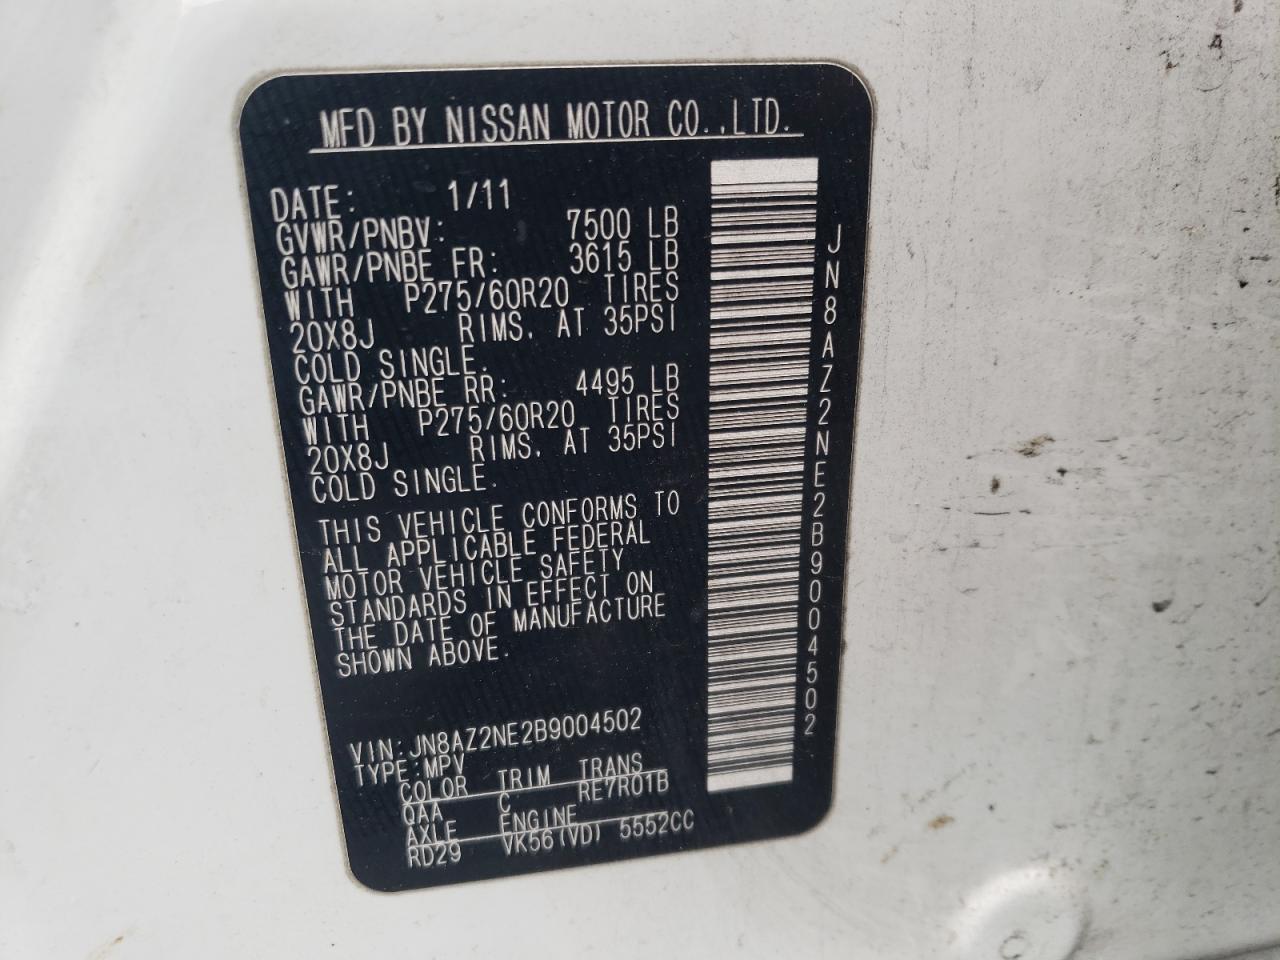 MFD BY NISSAN MOTOR CO.,LTD.
DATE: 1/11
GVWR/PNBV: 7500 LB
GAWR/PNBE FR: 3615 LB
WITH P275/60R20 TIRES
20X8J RIMS, AT 35PSI
COLD SINGLE.
GAWR/PNBE RR: 4495 LB
WITH P275/60R20 TIRES
20X8J RIMS, AT 35PSI
COLD SINGLE.
THIS VEHICLE CONFORMS TO
ALL APPLICABLE FEDERAL
MOTOR VEHICLE SAFETY
STANDARDS IN EFFECT ON
THE DATE OF MANUFACTURE
SHOWN ABOVE.
VIN:JN8AZ2NE2B9004502
TYPE:MPV
COLOR TRIM TRANS
QAA C RE7R01B
AXLE ENGINE
RD29 VK56(VD) 5552CC
JN8AZ2NE2B9004502